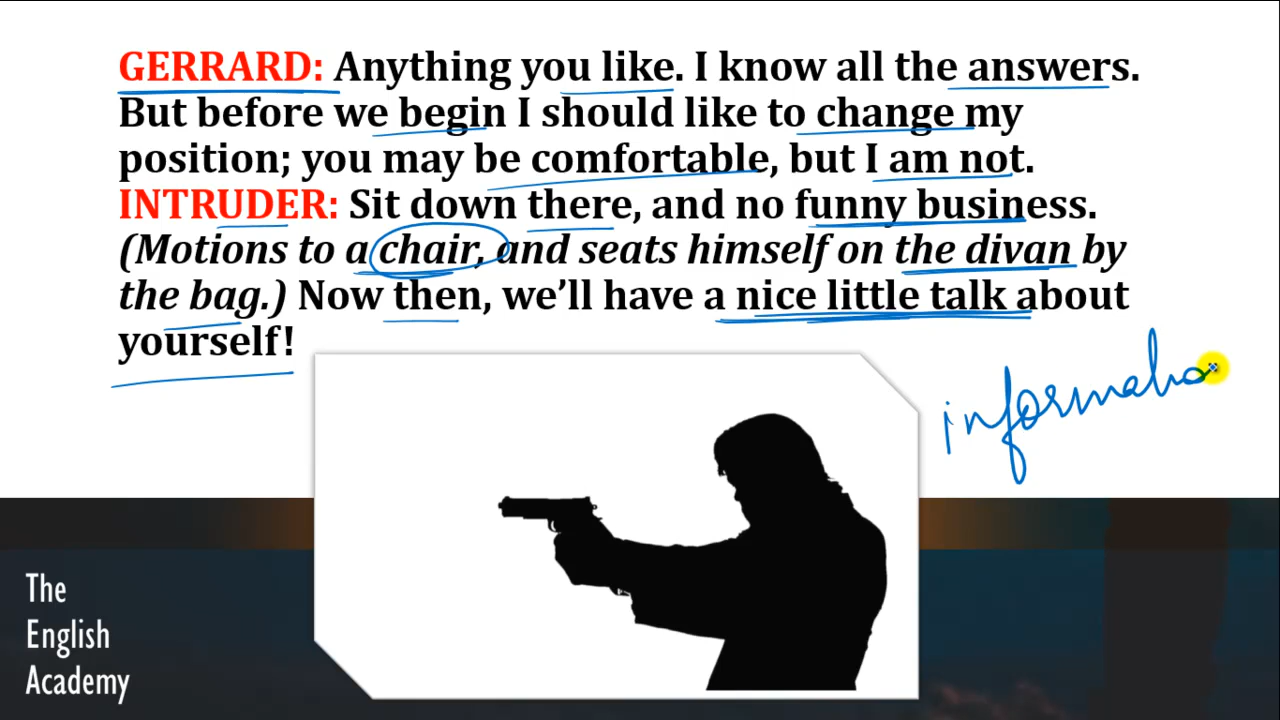 GERRARD: Anything you like. I know all the answers.
But before we begin I should like to change my
position; you may be comfortable, but I am not.
INTRUDER: Sit down there, and no funny business.
(Motions to a chair, and seats himself on the divan by
the bag.) Now then, we’ll have a nice little talk about
yourself!
informatio
The
English
Academy